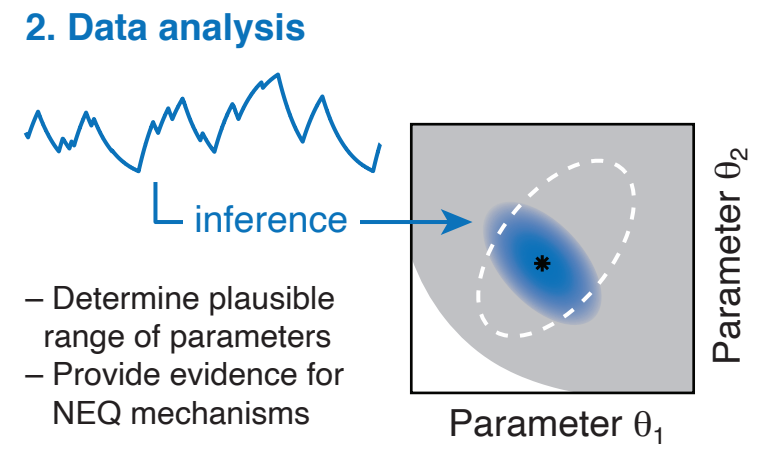 2. Data analysis
inference
– Determine plausible
range of parameters
– Provide evidence for
NEQ mechanisms
Parameter θ₂
Parameter θ₁